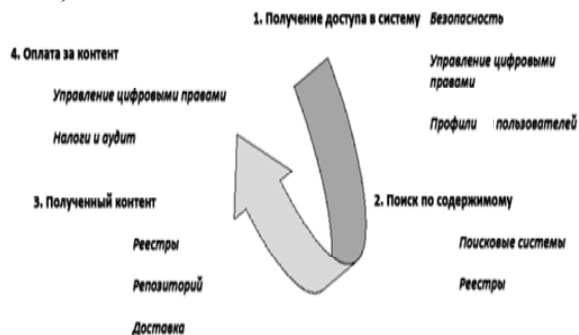 1. Получение доступа в систему
Безопасность
Управление цифровыми
правами
Профили пользователей
2. Поиск по содержимому
Поисковые системы
Реестры
3. Полученный контент
Реестры
Репозиторий
Доставка
4. Оплата за контент
Управление цифровыми правами
Налоги и аудит